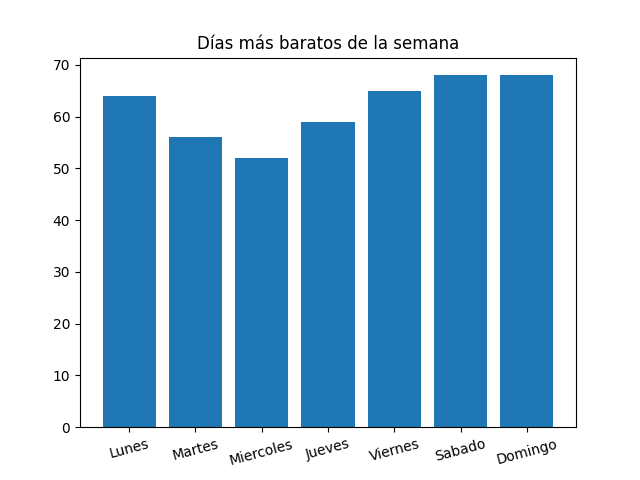 Días más baratos de la semana
70
60
50
40
30
20
10
0
Lunes
Martes
Miercoles
Jueves
Viernes
Sabado
Domingo